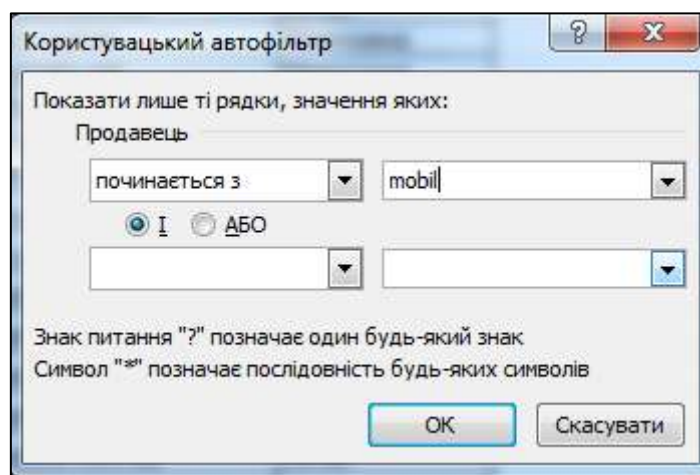 Користувацький автофільтр
Показати лише ті рядки, значення яких:
Продавець
починається з mobil
І АБО
Знак питання "?" позначає один будь-який знак
Символ "*" позначає послідовність будь-яких символів
ОК Скасувати